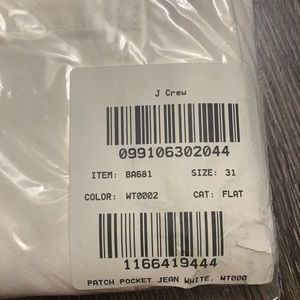 J Crew
099106302044
ITEM: BA681 SIZE: 31
COLOR: WT0002 CAT: FLAT
1166419444
PATCH POCKET JEAN WHITE. WT000